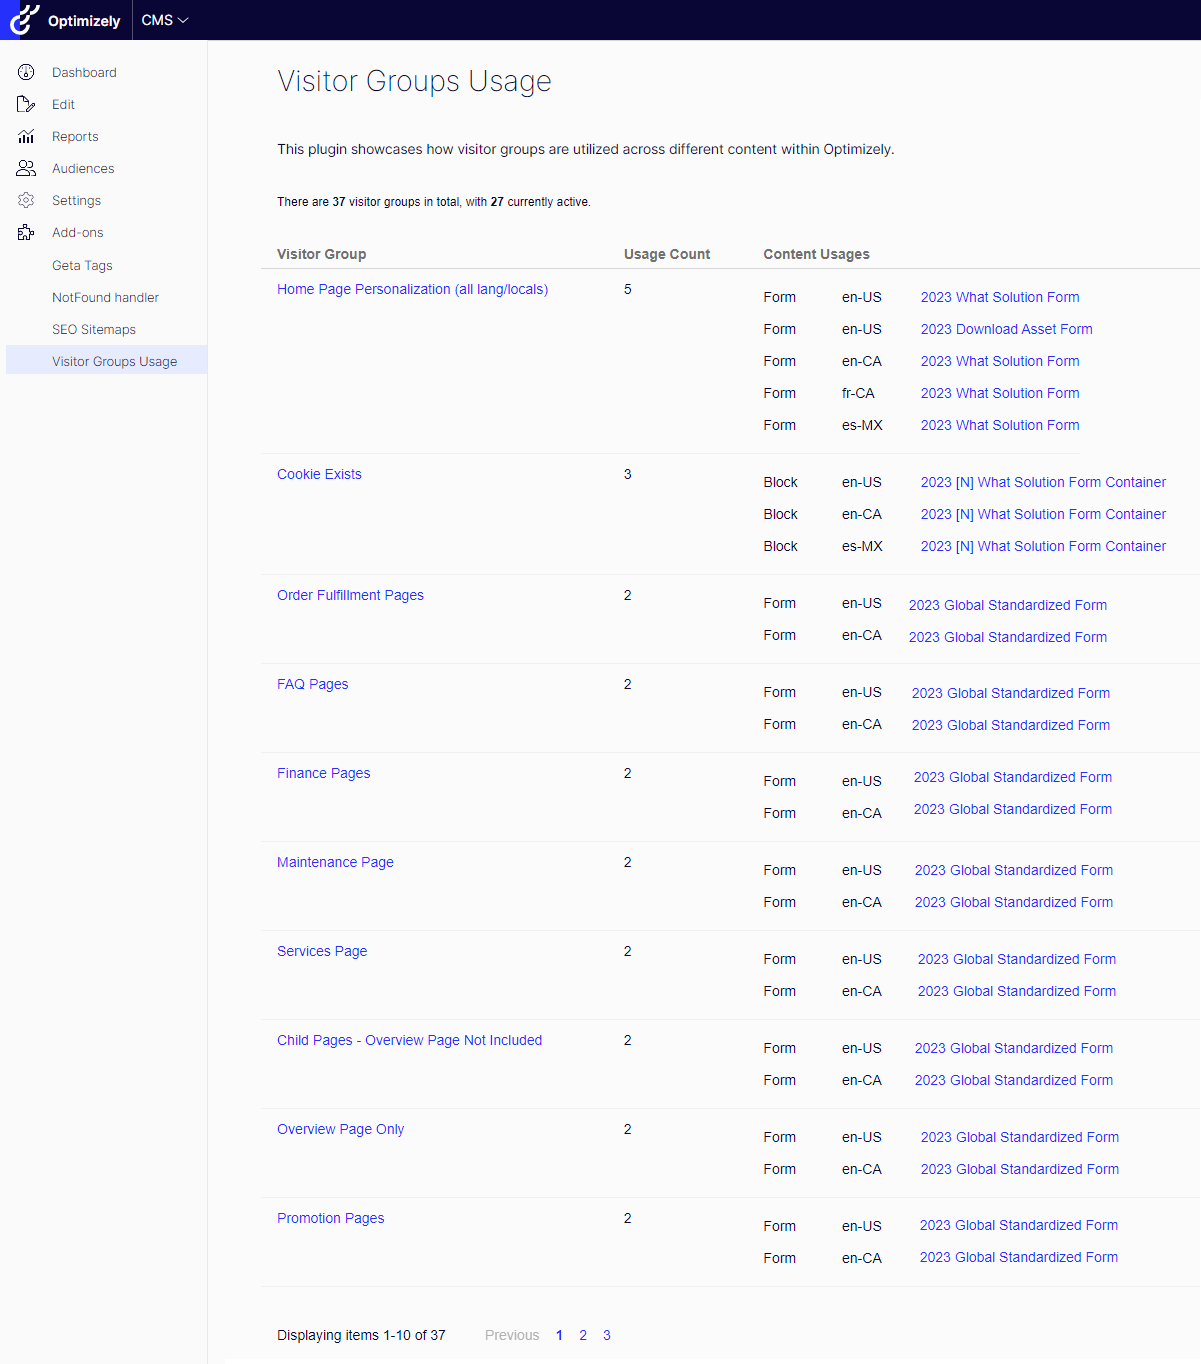 Optimizely CMS
Dashboard
Edit
Reports
Audiences
Settings
Add-ons
Geta Tags
NotFound handler
SEO Sitemaps
Visitor Groups Usage
Visitor Groups Usage
This plugin showcases how visitor groups are utilized across different content within Optimizely.
There are 37 visitor groups in total, with 27 currently active.
Visitor Group Usage Count Content Usages
Home Page Personalization (all lang/locals) 5
Form en-US 2023 What Solution Form
Form en-US 2023 Download Asset Form
Form en-CA 2023 What Solution Form
Form fr-CA 2023 What Solution Form
Form es-MX 2023 What Solution Form
Cookie Exists 3
Block en-US 2023 [N] What Solution Form Container
Block en-CA 2023 [N] What Solution Form Container
Block es-MX 2023 [N] What Solution Form Container
Order Fulfillment Pages 2
Form en-US 2023 Global Standardized Form
Form en-CA 2023 Global Standardized Form
FAQ Pages 2
Form en-US 2023 Global Standardized Form
Form en-CA 2023 Global Standardized Form
Finance Pages 2
Form en-US 2023 Global Standardized Form
Form en-CA 2023 Global Standardized Form
Maintenance Page 2
Form en-US 2023 Global Standardized Form
Form en-CA 2023 Global Standardized Form
Services Page 2
Form en-US 2023 Global Standardized Form
Form en-CA 2023 Global Standardized Form
Child Pages - Overview Page Not Included 2
Form en-US 2023 Global Standardized Form
Form en-CA 2023 Global Standardized Form
Overview Page Only 2
Form en-US 2023 Global Standardized Form
Form en-CA 2023 Global Standardized Form
Promotion Pages 2
Form en-US 2023 Global Standardized Form
Form en-CA 2023 Global Standardized Form
Displaying items 1-10 of 37 Previous 1 2 3